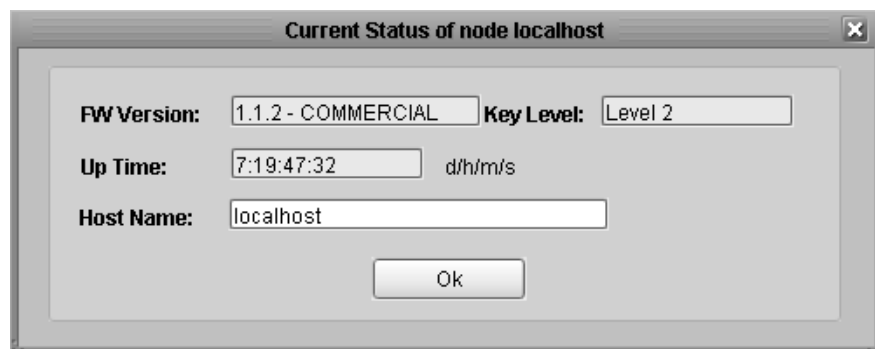 Current Status of node localhost
FW Version: 1.1.2 - COMMERCIAL Key Level: Level 2
Up Time: 7:19:47:32 d/h/m/s
Host Name: localhost
Ok